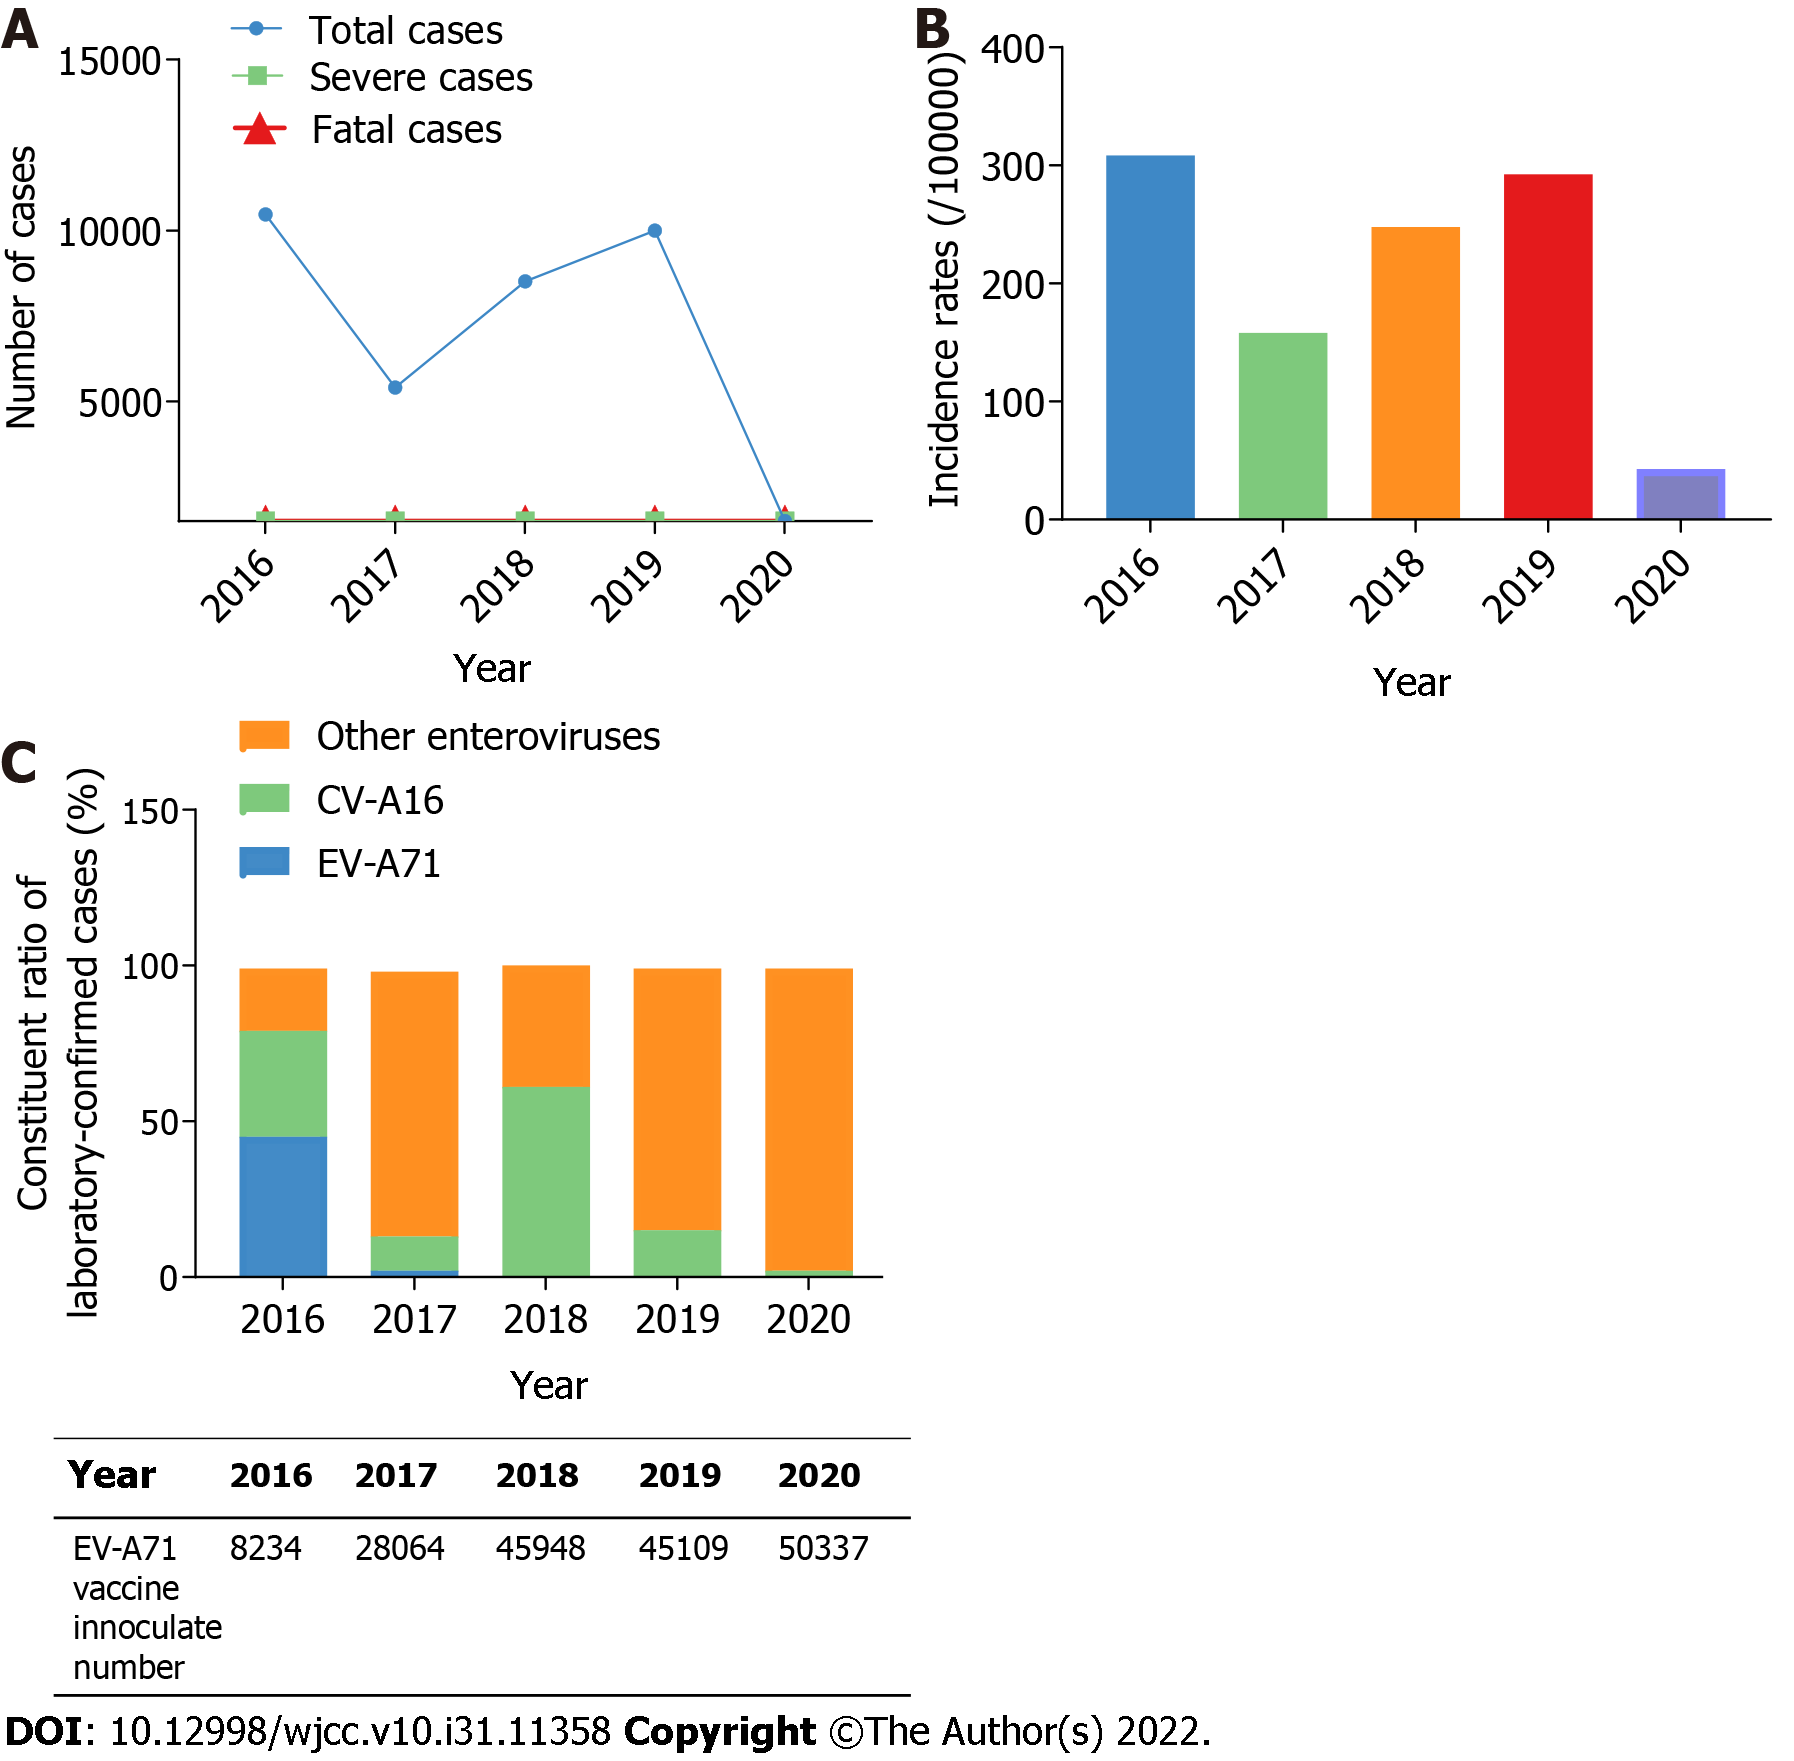 A
Total cases
Severe cases
Fatal cases
15000
10000
5000
Number of cases
2016
2017
2018
2019
2020
Year
B
400
300
200
100
0
Incidence rates (/100000)
2016
2017
2018
2019
2020
Year
C
Other enteroviruses
CV-A16
EV-A71
150
100
50
0
Constituent ratio of
laboratory-confirmed cases (%)
2016 2017 2018 2019 2020
Year
Year 2016 2017 2018 2019 2020
EV-A71 8234 28064 45948 45109 50337
vaccine
innoculate
number
DOI: 10.12998/wjcc.v10.i31.11358 Copyright ©The Author(s) 2022.